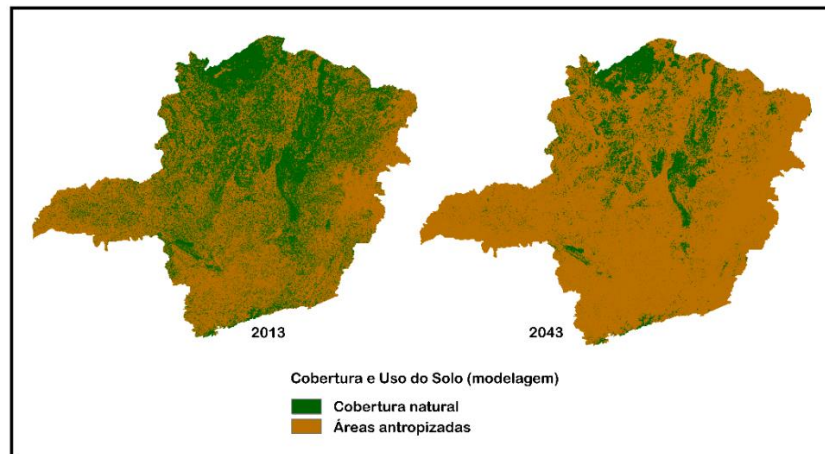 2013
2043
Cobertura e Uso do Solo (modelagem)
Cobertura natural
Áreas antropizadas